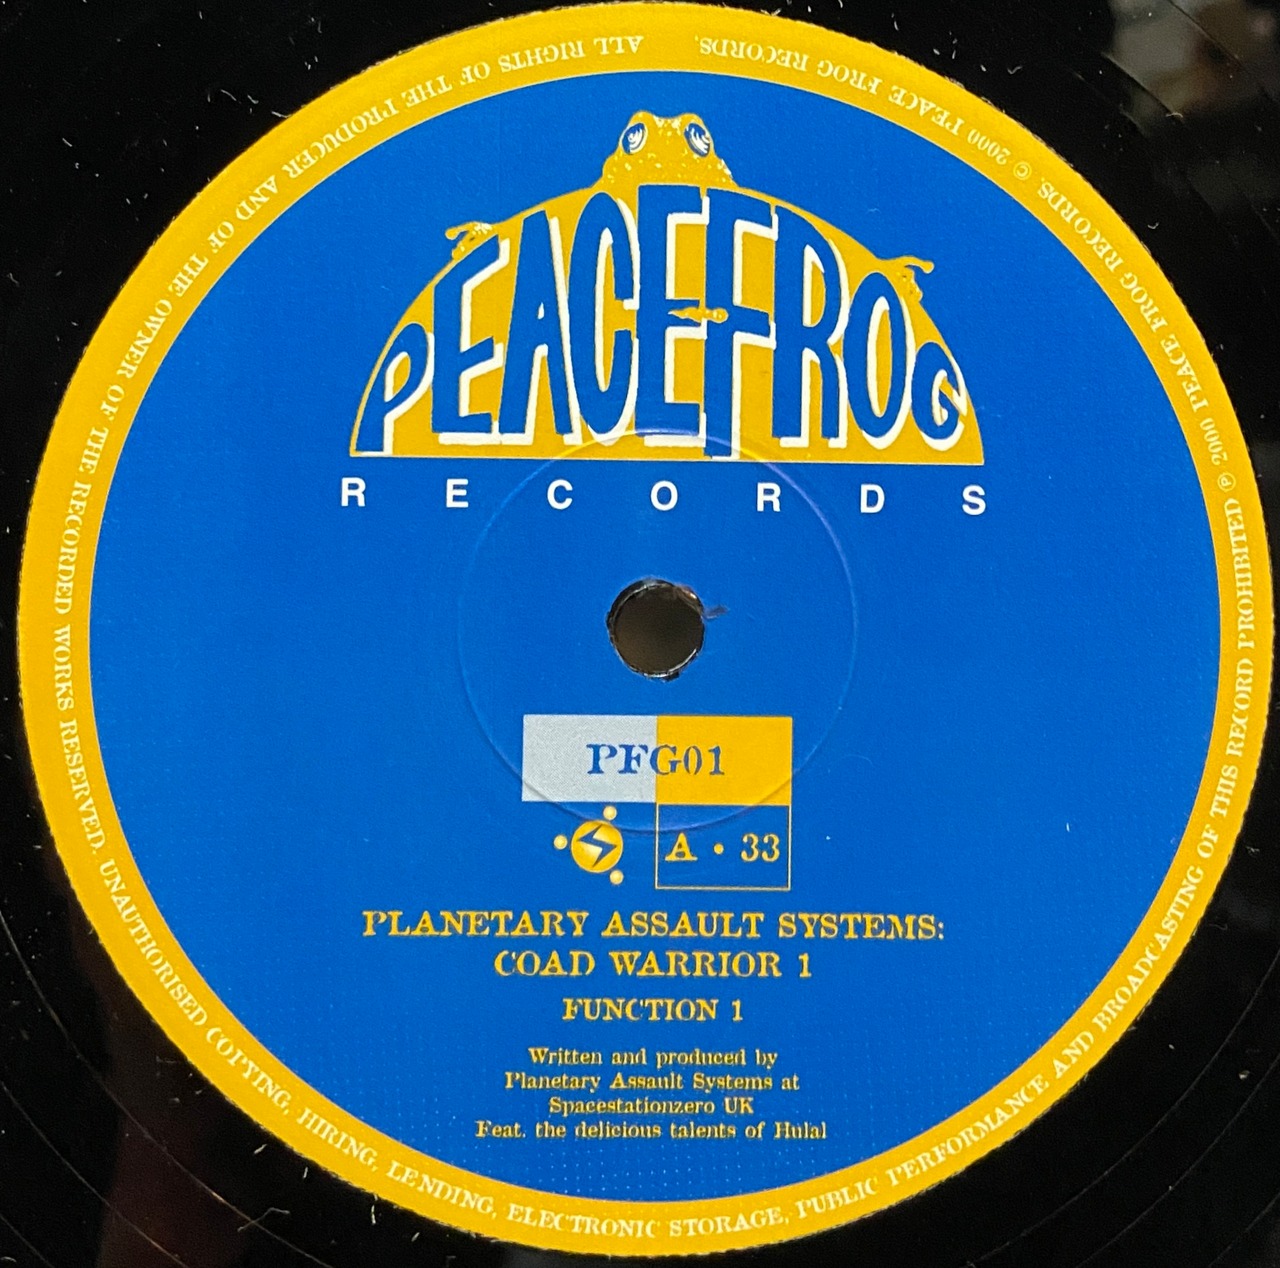 PEACEFROG
RECORDS
PFG01
A • 33
PLANETARY ASSAULT SYSTEMS:
COAD WARRIOR 1
FUNCTION 1
Written and produced by
Planetary Assault Systems at
Spacestationzero UK
Feat. the delicious talents of Hulal
ALL RIGHTS OF THE PRODUCER AND OF THE OWNER OF THE RECORDED WORKS RESERVED. UNAUTHORISED COPYING, HIRING, LENDING, ELECTRONIC STORAGE, PUBLIC PERFORMANCE AND BROADCASTING OF THIS RECORD PROHIBITED ℗ 2000 PEACE FROG RECORDS. © 2000 PEACE FROG RECORDS.